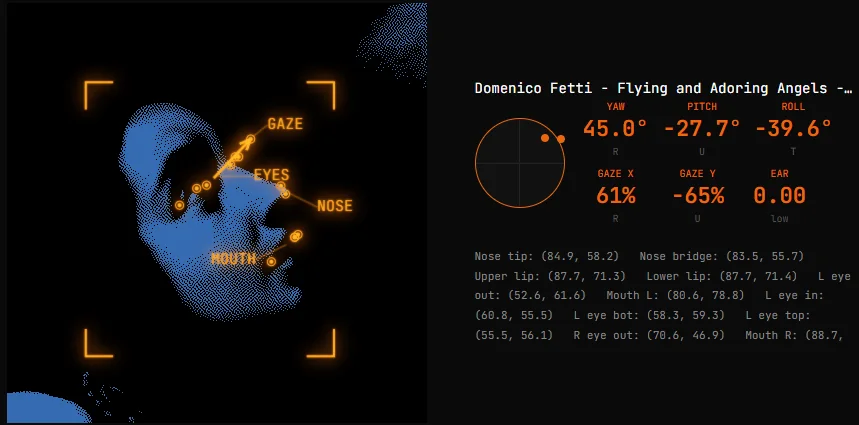 GAZE
EYES
NOSE
MOUTH
Domenico Fetti - Flying and Adoring Angels -…
YAW PITCH ROLL
45.0° -27.7° -39.6°
R U T
GAZE X GAZE Y EAR
61% -65% 0.00
R U low
Nose tip: (84.9, 58.2) Nose bridge: (83.5, 55.7)
Upper lip: (87.7, 71.3) Lower lip: (87.7, 71.4) L eye
out: (52.6, 61.6) Mouth L: (80.6, 78.8) L eye in:
(60.8, 55.5) L eye bot: (58.3, 59.3) L eye top:
(55.5, 56.1) R eye out: (70.6, 46.9) Mouth R: (88.7,